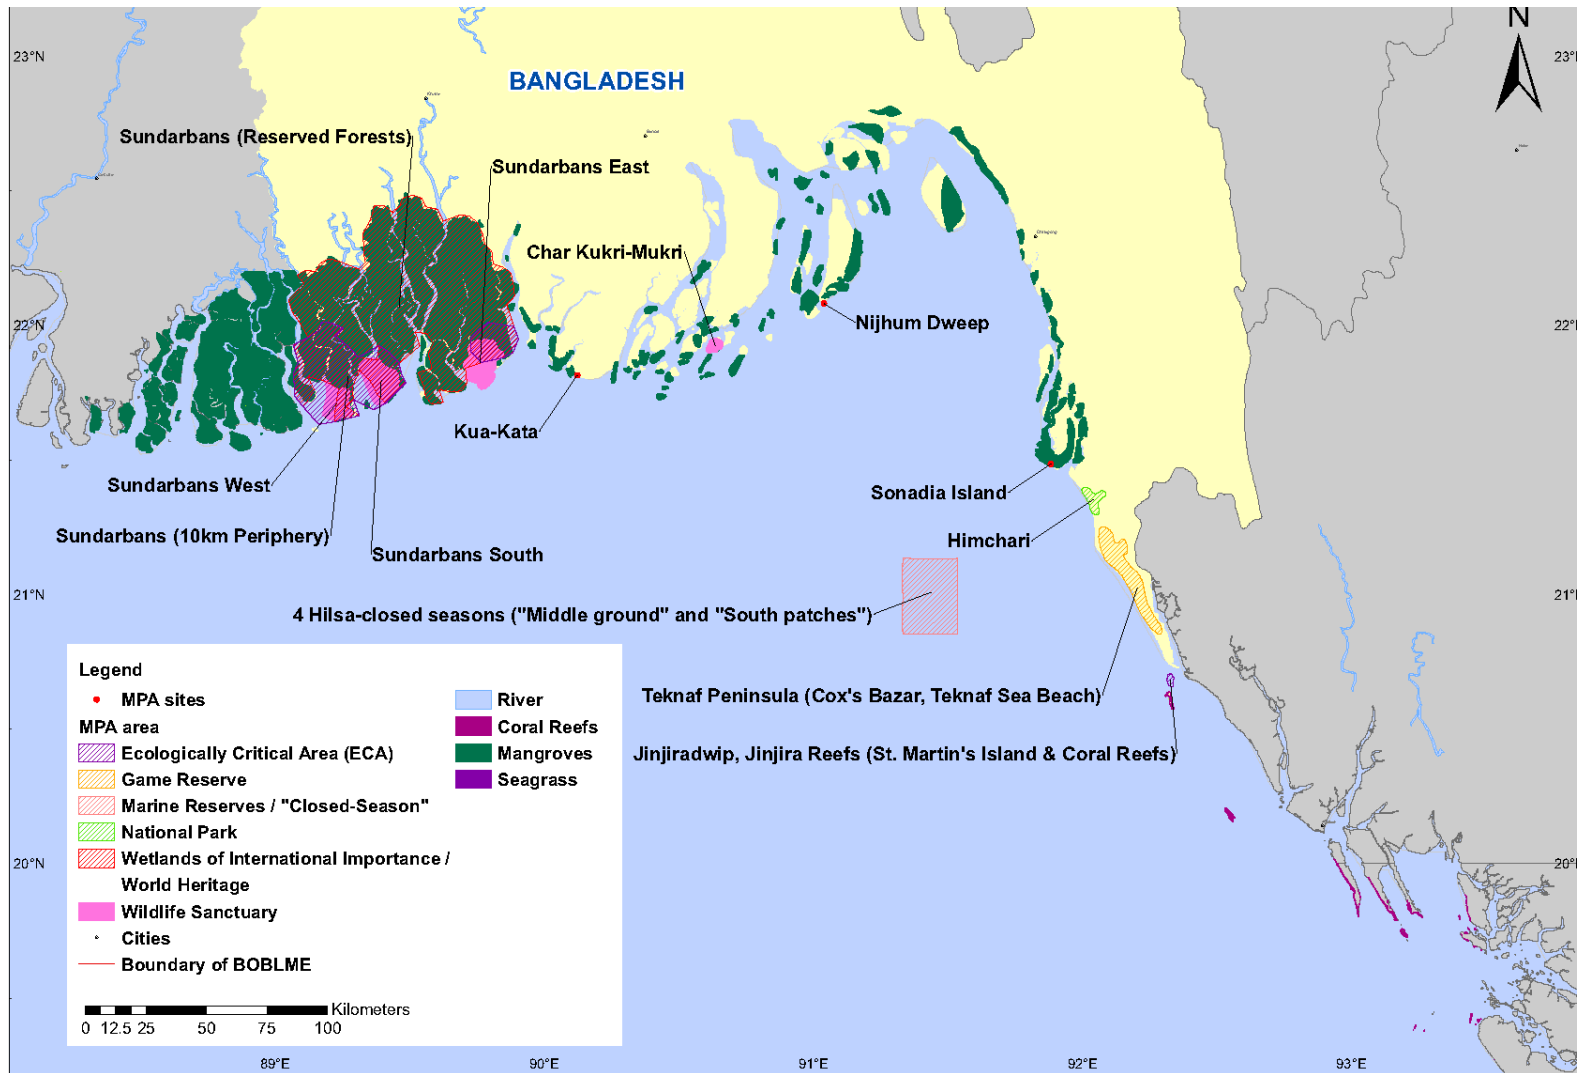 N
23°N
23°N
BANGLADESH
Sundarbans (Reserved Forests)
Sundarbans East
Char Kukri-Mukri
22°N
Nijhum Dweep
22°N
Kua-Kata
Sundarbans West
Sonadia Island
Sundarbans (10km Periphery)
Sundarbans South
Himchari
21°N
4 Hilsa-closed seasons ("Middle ground" and "South patches")
21°N
Teknaf Peninsula (Cox's Bazar, Teknaf Sea Beach)
Jinjiradwip, Jinjira Reefs (St. Martin's Island & Coral Reefs)
20°N
20°N
Legend
MPA sites
MPA area
Ecologically Critical Area (ECA)
Game Reserve
Marine Reserves / "Closed-Season"
National Park
Wetlands of International Importance /
World Heritage
Wildlife Sanctuary
Cities
Boundary of BOBLME
River
Coral Reefs
Mangroves
Seagrass
Kilometers
0 12.5 25 50 75 100
89°E
90°E
91°E
92°E
93°E